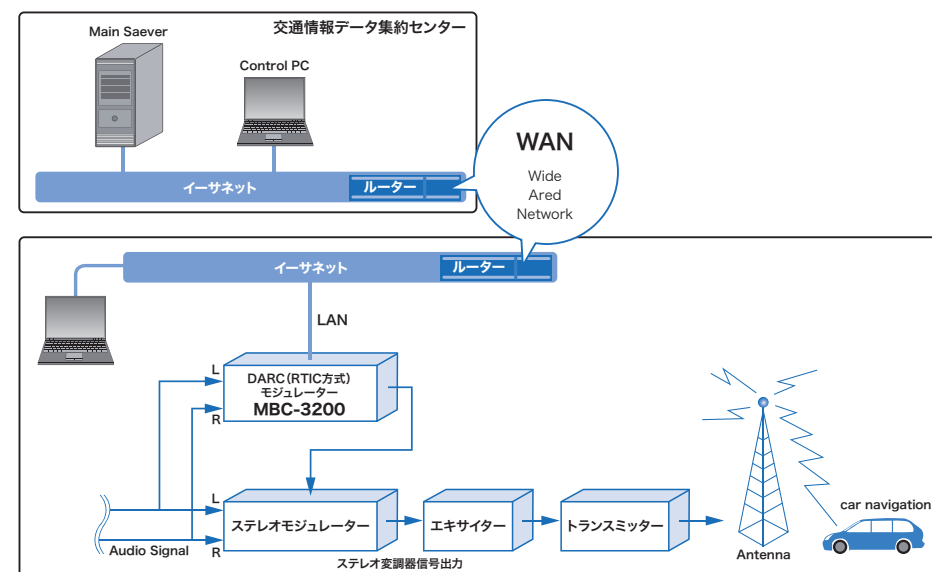 交通情報データ集約センター
Main Saever
Control PC
イーサネット
ルーター
WAN
Wide
Ared
Network
イーサネット
ルーター
LAN
L
R
DARC（RTIC方式）
モジュレーター
MBC-3200
L
R
Audio Signal
ステレオモジュレーター
エキサイター
トランスミッター
ステレオ変調器信号出力
Antenna
car navigation